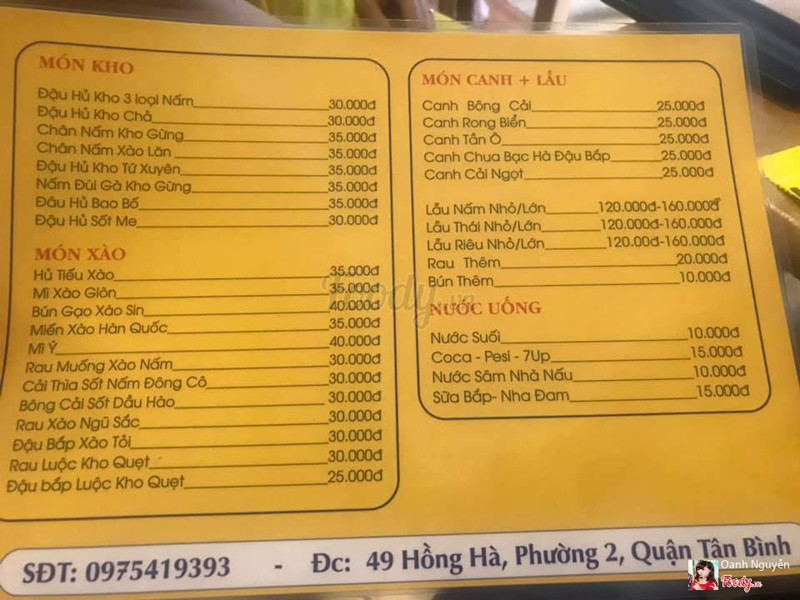 MÓN KHO
Đậu Hủ Kho 3 loại Nấm 30.000đ
Đậu Hủ Kho Chả 30.000đ
Chân Nấm Kho Gừng 35.000đ
Chân Nấm Xào Lăn 35.000đ
Đậu Hủ Kho Tứ Xuyên 35.000đ
Nấm Đùi Gà Kho Gừng 35.000đ
Đậu Hủ Bao Bố 35.000đ
Đậu Hủ Sốt Me 30.000đ
MÓN XÀO
Hủ Tiếu Xào 35.000đ
Mì Xào Giòn 35.000đ
Bún Gạo Xào Sin 40.000đ
Miến Xào Hàn Quốc 35.000đ
Mì Ý 40.000đ
Rau Muống Xào Nấm 30.000đ
Cải Thìa Sốt Nấm Đông Cô 30.000đ
Bông Cải Sốt Dầu Hào 30.000đ
Rau Xào Ngũ Sắc 30.000đ
Đậu Bắp Xào Tỏi 30.000đ
Rau Luộc Kho Quẹt 30.000đ
Đậu bắp Luộc Kho Quẹt 25.000đ
MÓN CANH + LẨU
Canh Bông Cải 25.000đ
Canh Rong Biển 25.000đ
Canh Tần Ô 25.000đ
Canh Chua Bạc Hà Đậu Bắp 25.000đ
Canh Cải Ngọt 25.000đ
Lẩu Nấm Nhỏ/Lớn 120.000đ-160.000đ
Lẩu Thái Nhỏ/Lớn 120.000đ-160.000đ
Lẩu Riêu Nhỏ/Lớn 120.00đ-160.000đ
Rau Thêm 20.000đ
Bún Thêm 10.000đ
NƯỚC UỐNG
Nước Suối 10.000đ
Coca - Pesi - 7Up 15.000đ
Nước Sâm Nhà Nấu 10.000đ
Sữa Bắp- Nha Đam 15.000đ
Foody.vn
SĐT: 0975419393 - Đc: 49 Hồng Hà, Phường 2, Quận Tân Bình
Oanh Nguyễn
Foody.vn